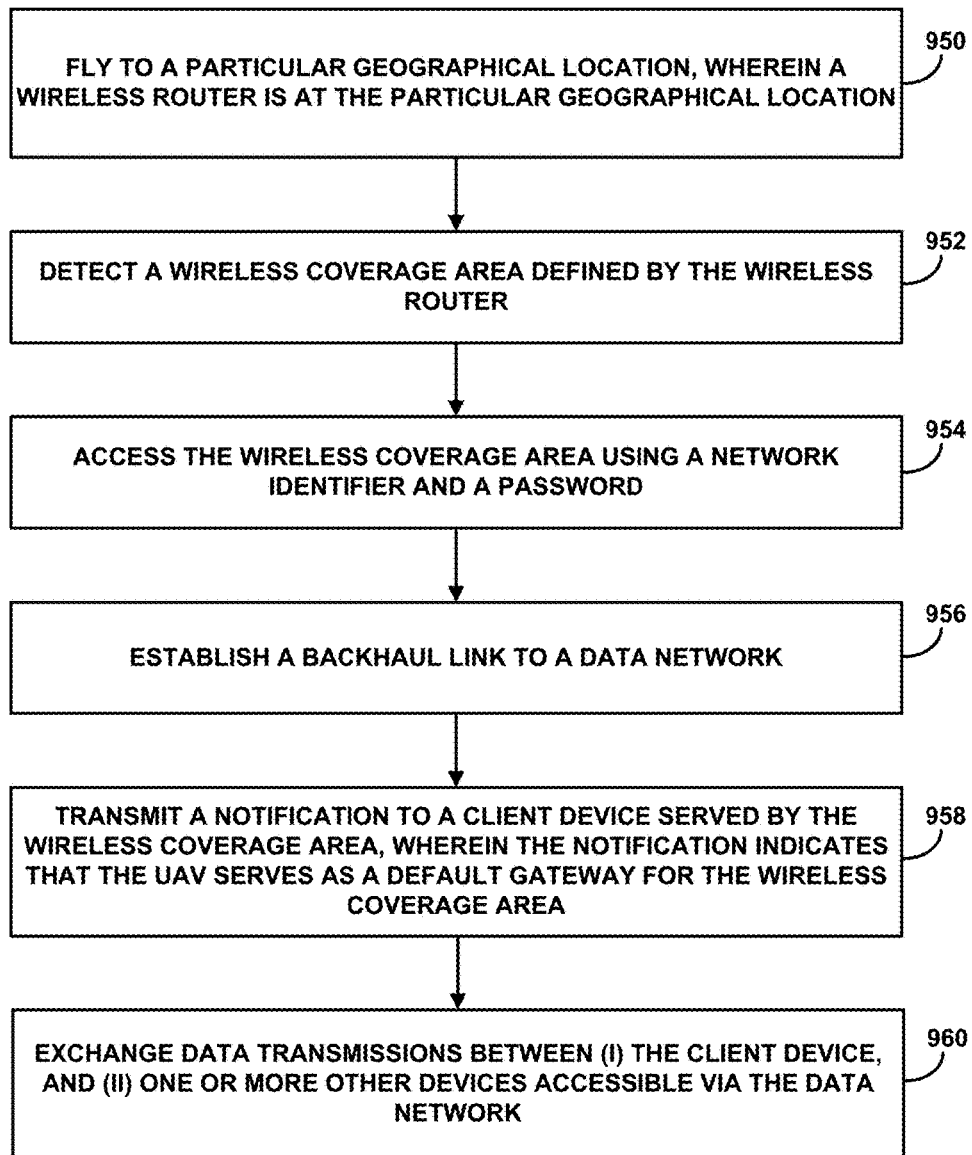 950
FLY TO A PARTICULAR GEOGRAPHICAL LOCATION, WHEREIN A
WIRELESS ROUTER IS AT THE PARTICULAR GEOGRAPHICAL LOCATION
952
DETECT A WIRELESS COVERAGE AREA DEFINED BY THE WIRELESS
ROUTER
954
ACCESS THE WIRELESS COVERAGE AREA USING A NETWORK
IDENTIFIER AND A PASSWORD
956
ESTABLISH A BACKHAUL LINK TO A DATA NETWORK
958
TRANSMIT A NOTIFICATION TO A CLIENT DEVICE SERVED BY THE
WIRELESS COVERAGE AREA, WHEREIN THE NOTIFICATION INDICATES
THAT THE UAV SERVES AS A DEFAULT GATEWAY FOR THE WIRELESS
COVERAGE AREA
960
EXCHANGE DATA TRANSMISSIONS BETWEEN (I) THE CLIENT DEVICE,
AND (II) ONE OR MORE OTHER DEVICES ACCESSIBLE VIA THE DATA
NETWORK